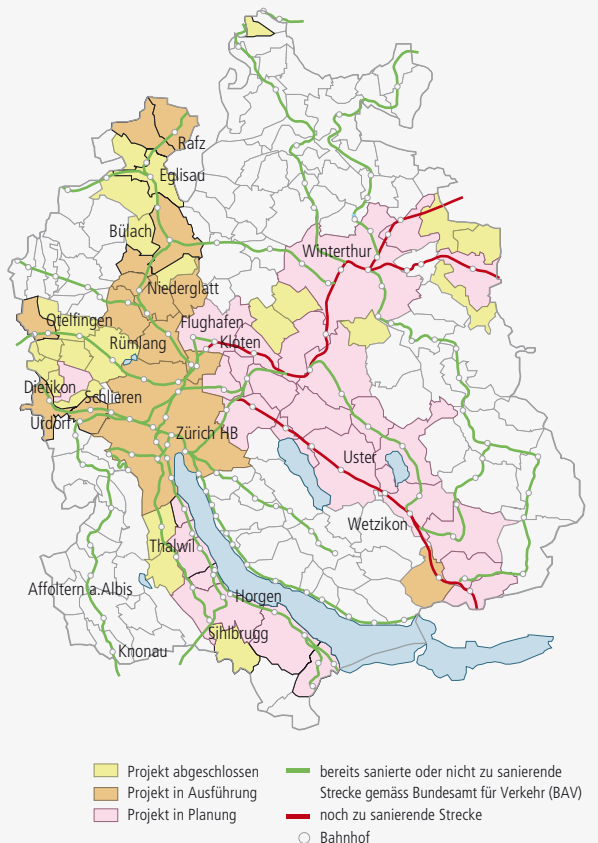 Rafz
Eglisau
Bülach
Winterthur
Niederglatt
Otelfingen
Flughafen
Rümlang
Kloten
Dietikon
Schlieren
Urdorf
Zürich HB
Uster
Wetzikon
Thalwil
Affoltern a.Albis
Horgen
Sihlbrugg
Knonau
Projekt abgeschlossen
Projekt in Ausführung
Projekt in Planung
bereits sanierte oder nicht zu sanierende
Strecke gemäss Bundesamt für Verkehr (BAV)
noch zu sanierende Strecke
Bahnhof